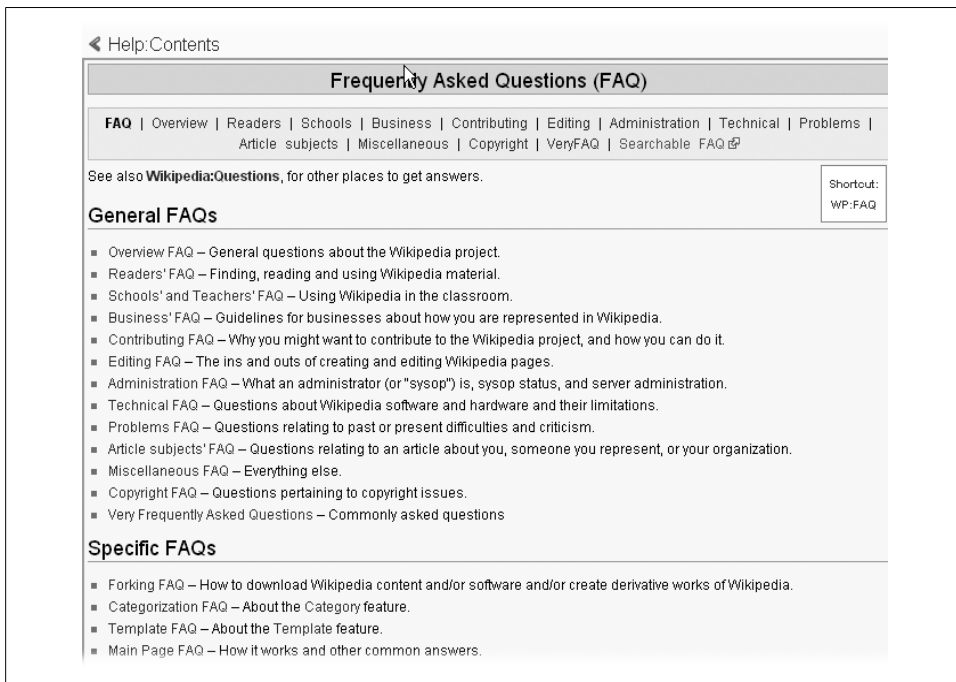 Help:Contents
Frequently Asked Questions (FAQ)
FAQ | Overview | Readers | Schools | Business | Contributing | Editing | Administration | Technical | Problems |
Article subjects | Miscellaneous | Copyright | VeryFAQ | Searchable FAQ
See also Wikipedia:Questions, for other places to get answers.
Shortcut:
WP:FAQ
General FAQs
Overview FAQ – General questions about the Wikipedia project.
Readers' FAQ – Finding, reading and using Wikipedia material.
Schools' and Teachers' FAQ – Using Wikipedia in the classroom.
Business' FAQ – Guidelines for businesses about how you are represented in Wikipedia.
Contributing FAQ – Why you might want to contribute to the Wikipedia project, and how you can do it.
Editing FAQ – The ins and outs of creating and editing Wikipedia pages.
Administration FAQ – What an administrator (or "sysop") is, sysop status, and server administration.
Technical FAQ – Questions about Wikipedia software and hardware and their limitations.
Problems FAQ – Questions relating to past or present difficulties and criticism.
Article subjects' FAQ – Questions relating to an article about you, someone you represent, or your organization.
Miscellaneous FAQ – Everything else.
Copyright FAQ – Questions pertaining to copyright issues.
Very Frequently Asked Questions – Commonly asked questions
Specific FAQs
Forking FAQ – How to download Wikipedia content and/or software and/or create derivative works of Wikipedia.
Categorization FAQ – About the Category feature.
Template FAQ – About the Template feature.
Main Page FAQ – How it works and other common answers.